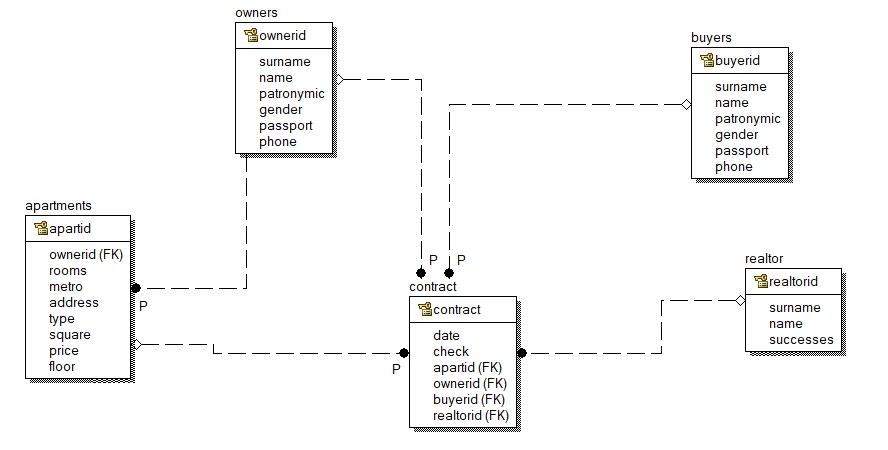 owners
ownerid
surname
name
patronymic
gender
passport
phone
buyers
buyerid
surname
name
patronymic
gender
passport
phone
apartments
apartid
ownerid (FK)
rooms
metro
address
type
square
price
floor
P
P
P
P
contract
contract
date
check
apartid (FK)
ownerid (FK)
buyerid (FK)
realtorid (FK)
realtor
realtorid
surname
name
successes